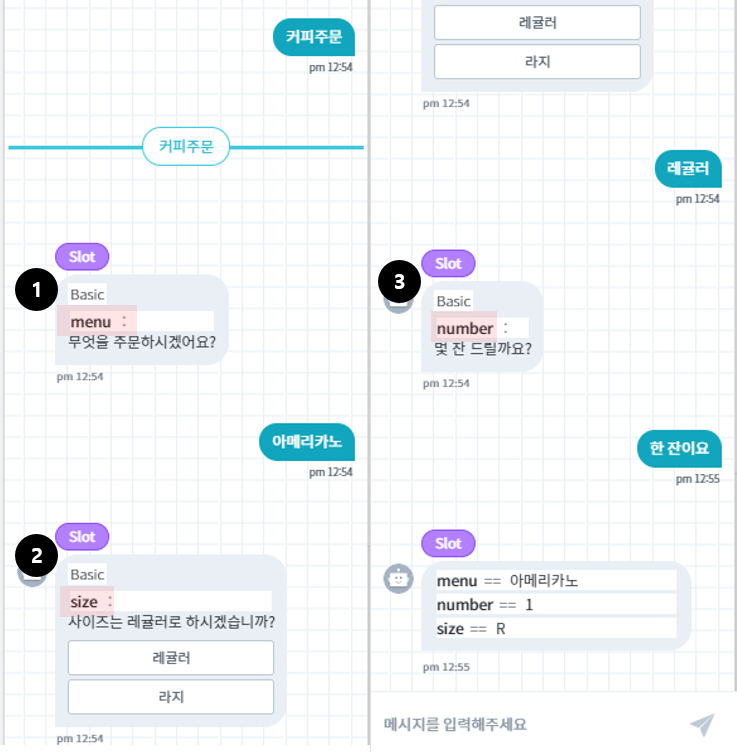 커피주문
pm 12:54
커피주문
Slot
1
Basic
menu :
무엇을 주문하시겠어요?
pm 12:54
아메리카노
pm 12:54
Slot
2
Basic
size :
사이즈는 레귤러로 하시겠습니까?
레귤러
라지
pm 12:54
레귤러
라지
pm 12:54
레귤러
pm 12:54
Slot
3
Basic
number :
몇 잔 드릴까요?
pm 12:54
한 잔이요
pm 12:55
Slot
menu == 아메리카노
number == 1
size == R
pm 12:55
메시지를 입력해주세요